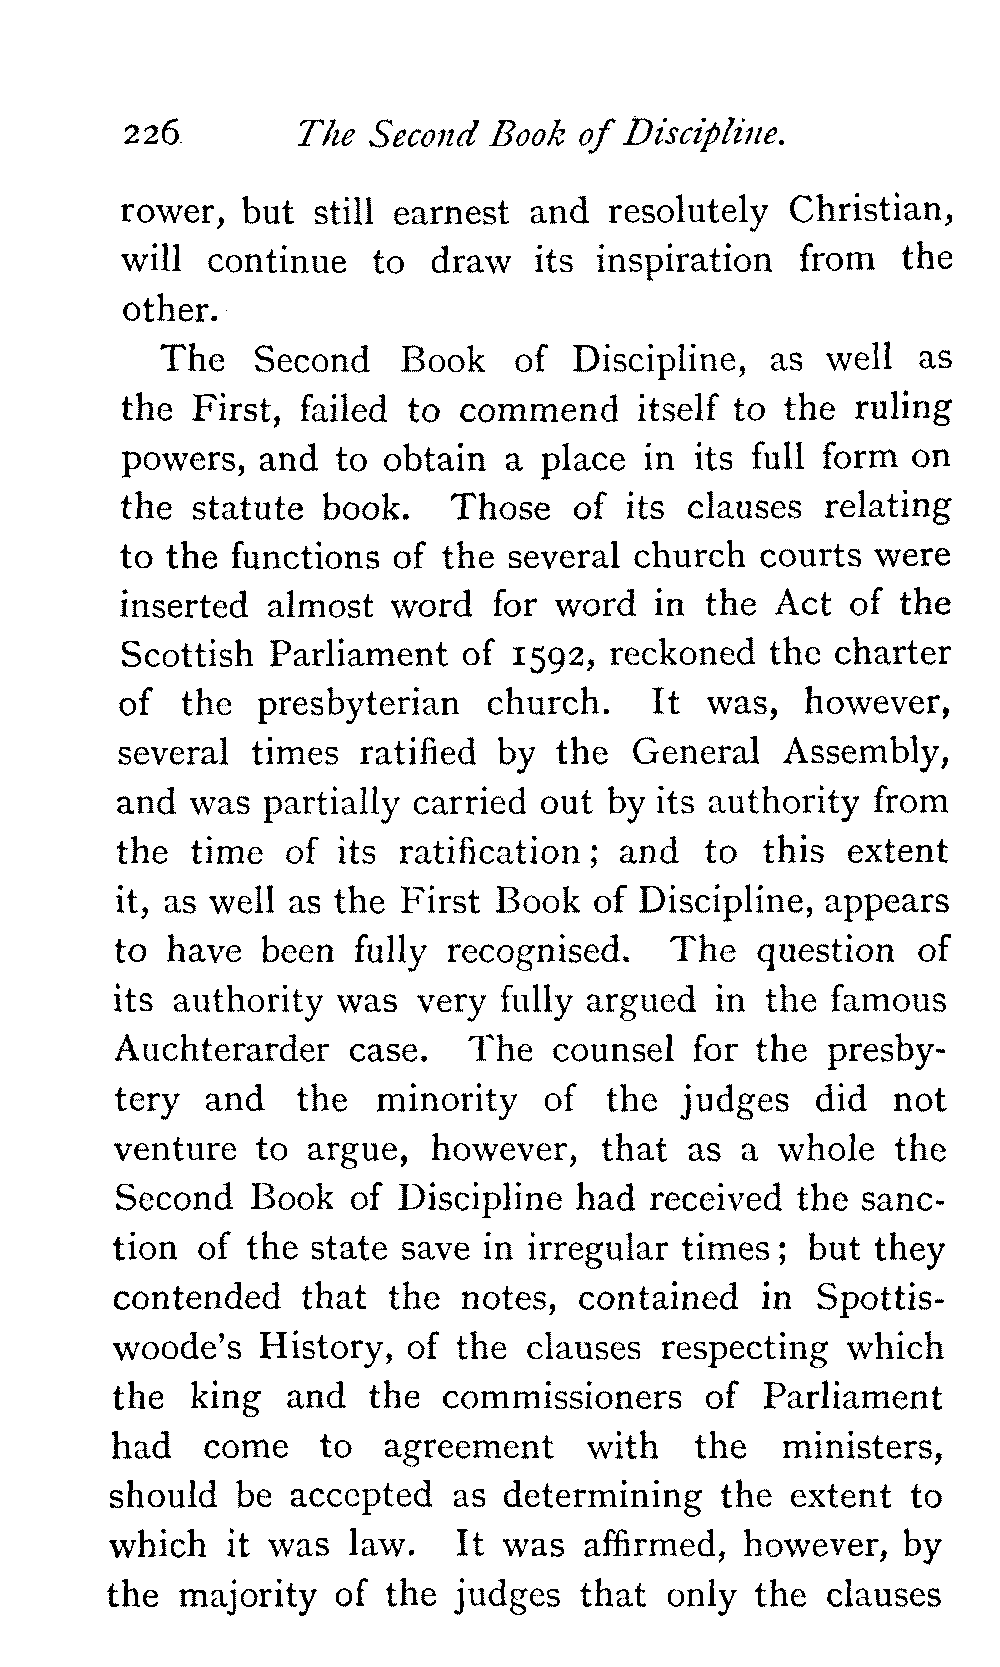 226 The Second Book of Discipline.
rower, but still earnest and resolutely Christian,
will continue to draw its inspiration from the
other.
The Second Book of Discipline, as well as
the First, failed to commend itself to the ruling
powers, and to obtain a place in its full form on
the statute book. Those of its clauses relating
to the functions of the several church courts were
inserted almost word for word in the Act of the
Scottish Parliament of 1592, reckoned the charter
of the presbyterian church. It was, however,
several times ratified by the General Assembly,
and was partially carried out by its authority from
the time of its ratification; and to this extent
it, as well as the First Book of Discipline, appears
to have been fully recognised. The question of
its authority was very fully argued in the famous
Auchterarder case. The counsel for the presby-
tery and the minority of the judges did not
venture to argue, however, that as a whole the
Second Book of Discipline had received the sanc-
tion of the state save in irregular times; but they
contended that the notes, contained in Spottis-
woode's History, of the clauses respecting which
the king and the commissioners of Parliament
had come to agreement with the ministers,
should be accepted as determining the extent to
which it was law. It was affirmed, however, by
the majority of the judges that only the clauses